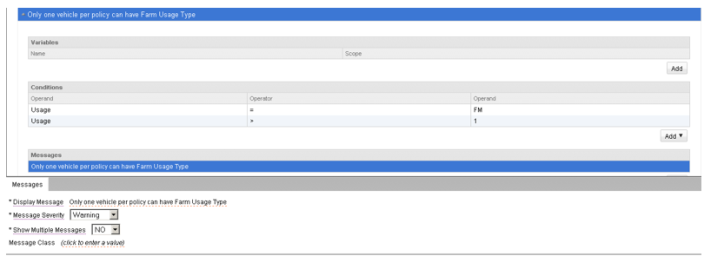 Only one vehicle per policy can have Farm Usage Type
Variables
Name Scope
Add
Conditions
Operand Operator Operand
Usage = FM
Usage > 1
Add ▼
Messages
Only one vehicle per policy can have Farm Usage Type
Messages
* Display Message Only one vehicle per policy can have Farm Usage Type
* Message Severity Warning
* Show Multiple Messages NO
Message Class (click to enter a value)